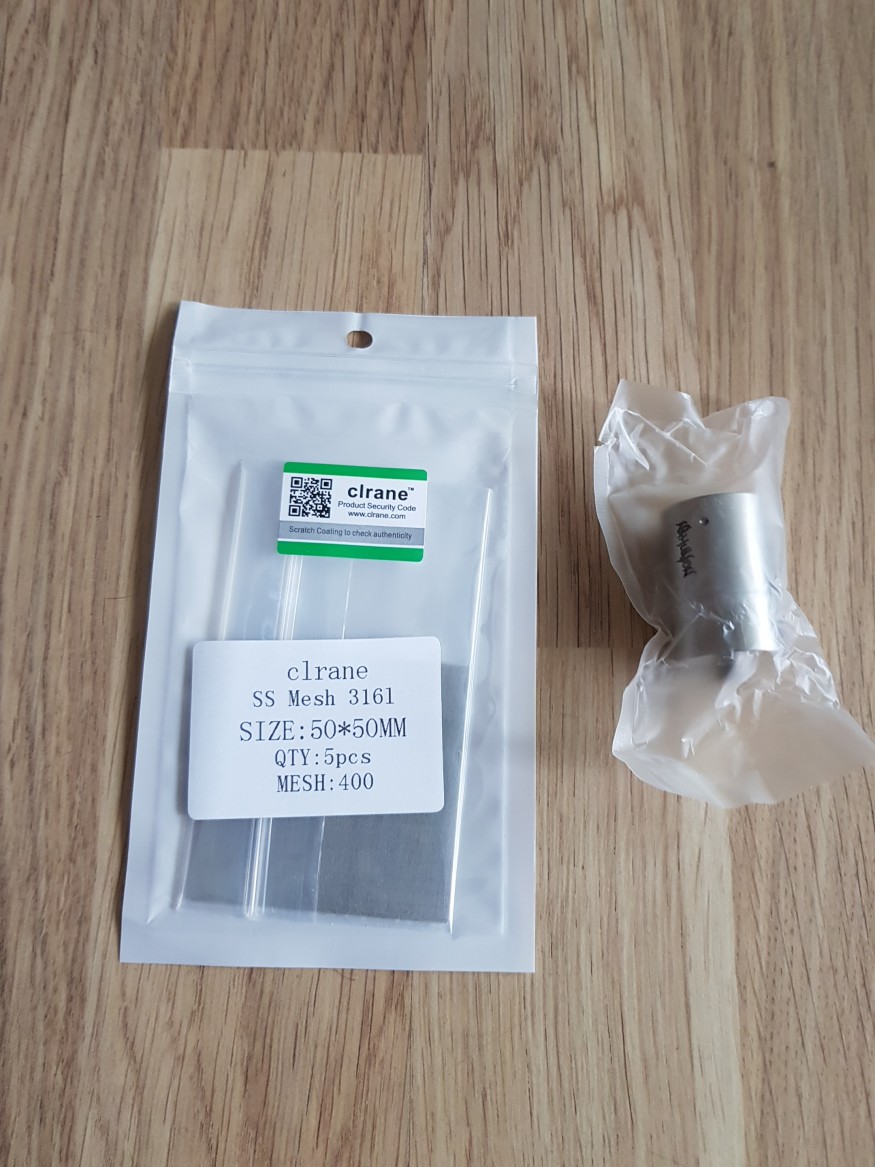 clrane™
Product Security Code
www.clrane.com
Scratch Coating to check authenticity
clrane
SS Mesh 316l
SIZE:50*50MM
QTY:5pcs
MESH:400